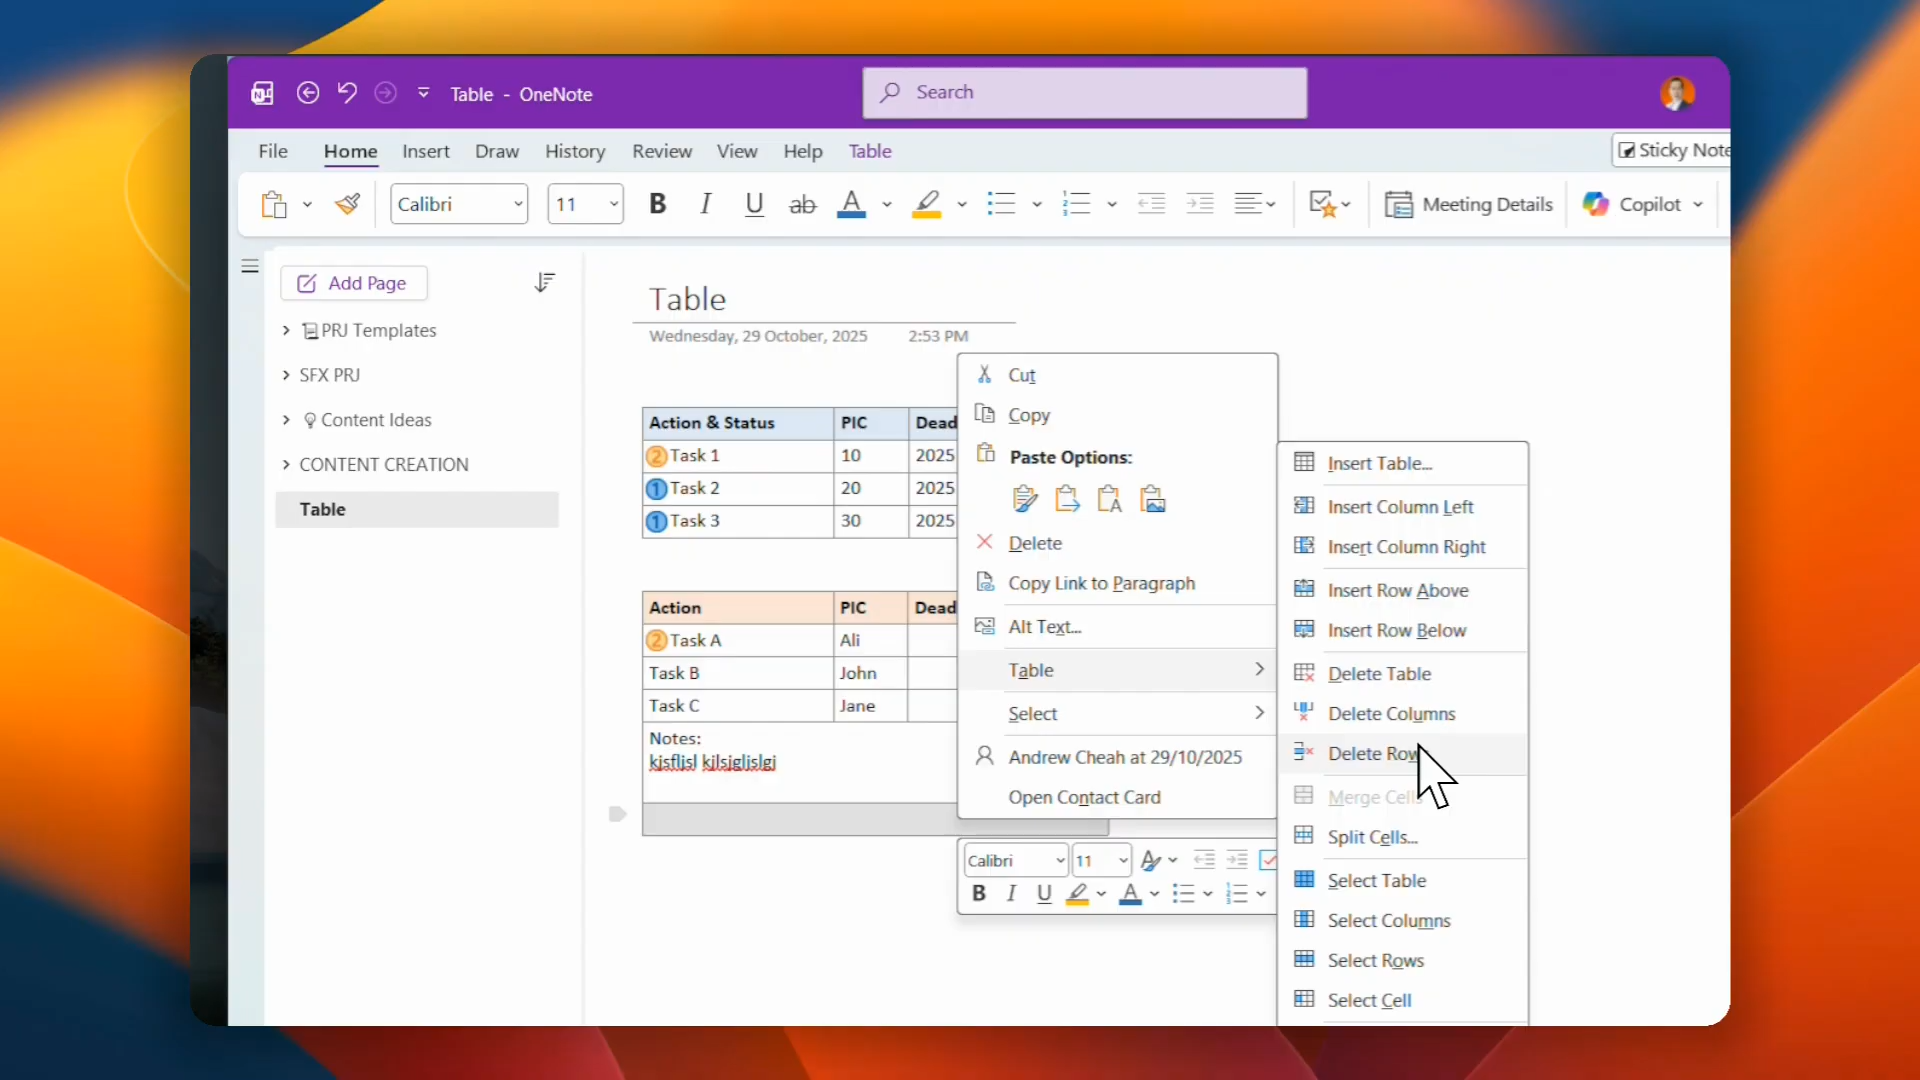 Table - OneNote
Search
File Home Insert Draw History Review View Help Table
Sticky Note
Calibri 11 B I U ab A Meeting Details Copilot
Add Page
PRJ Templates
SFX PRJ
Content Ideas
CONTENT CREATION
Table
Table
Wednesday, 29 October, 2025 2:53 PM
Action & Status PIC Dead
2 Task 1 10 2025
1 Task 2 20 2025
1 Task 3 30 2025
Action PIC Dead
2 Task A Ali
Task B John
Task C Jane
Notes:
kjsfljsl kjlsjgljslgj
Cut
Copy
Paste Options:
Delete
Copy Link to Paragraph
Alt Text...
Table
Select
Andrew Cheah at 29/10/2025
Open Contact Card
Calibri 11
B I U A
Insert Table...
Insert Column Left
Insert Column Right
Insert Row Above
Insert Row Below
Delete Table
Delete Columns
Delete Row
Merge Cell
Split Cells...
Select Table
Select Columns
Select Rows
Select Cell